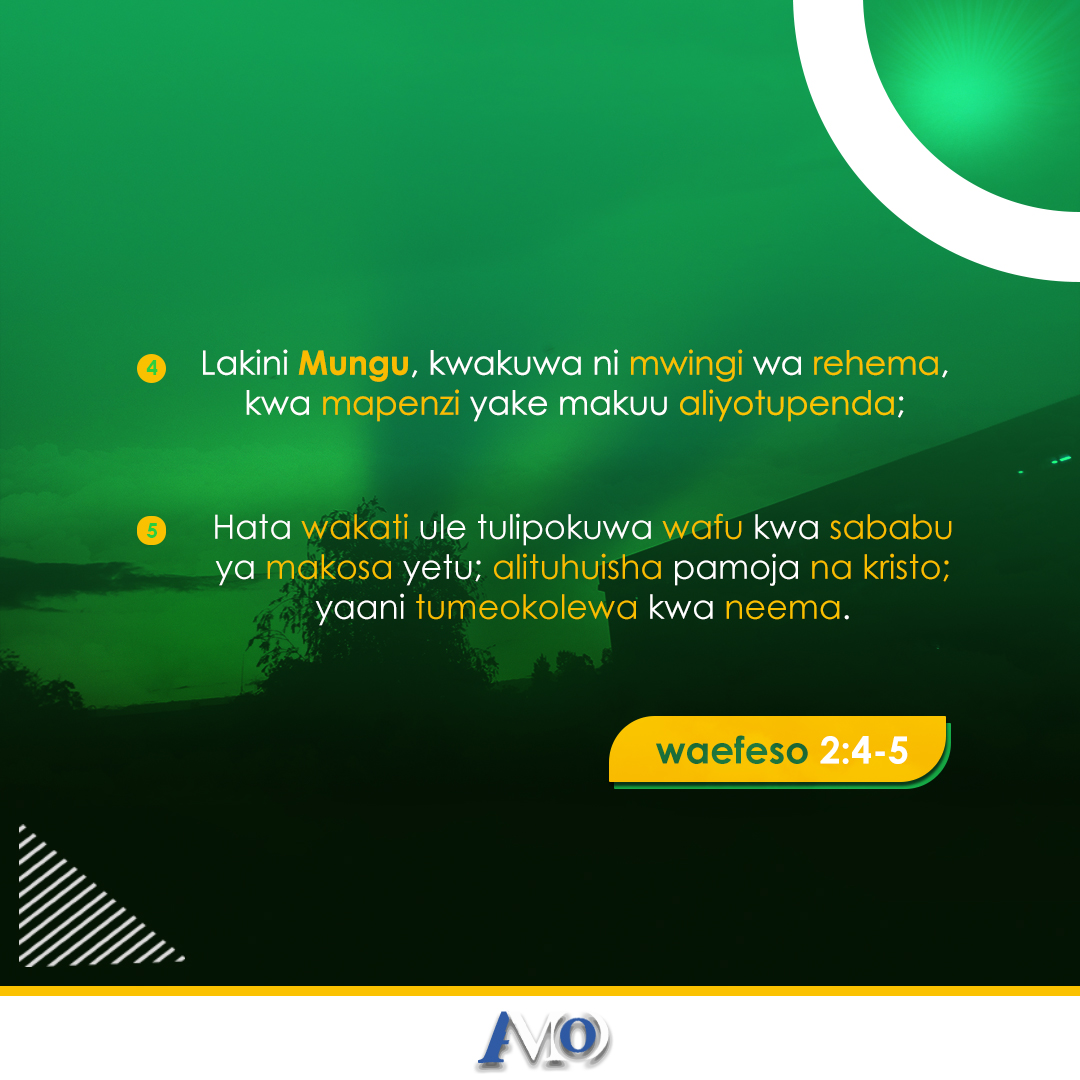 4 Lakini Mungu, kwakuwa ni mwingi wa rehema,
kwa mapenzi yake makuu aliyotupenda;
5 Hata wakati ule tulipokuwa wafu kwa sababu
ya makosa yetu; alituhuisha pamoja na kristo;
yaani tumeokolewa kwa neema.
waefeso 2:4-5
AMO